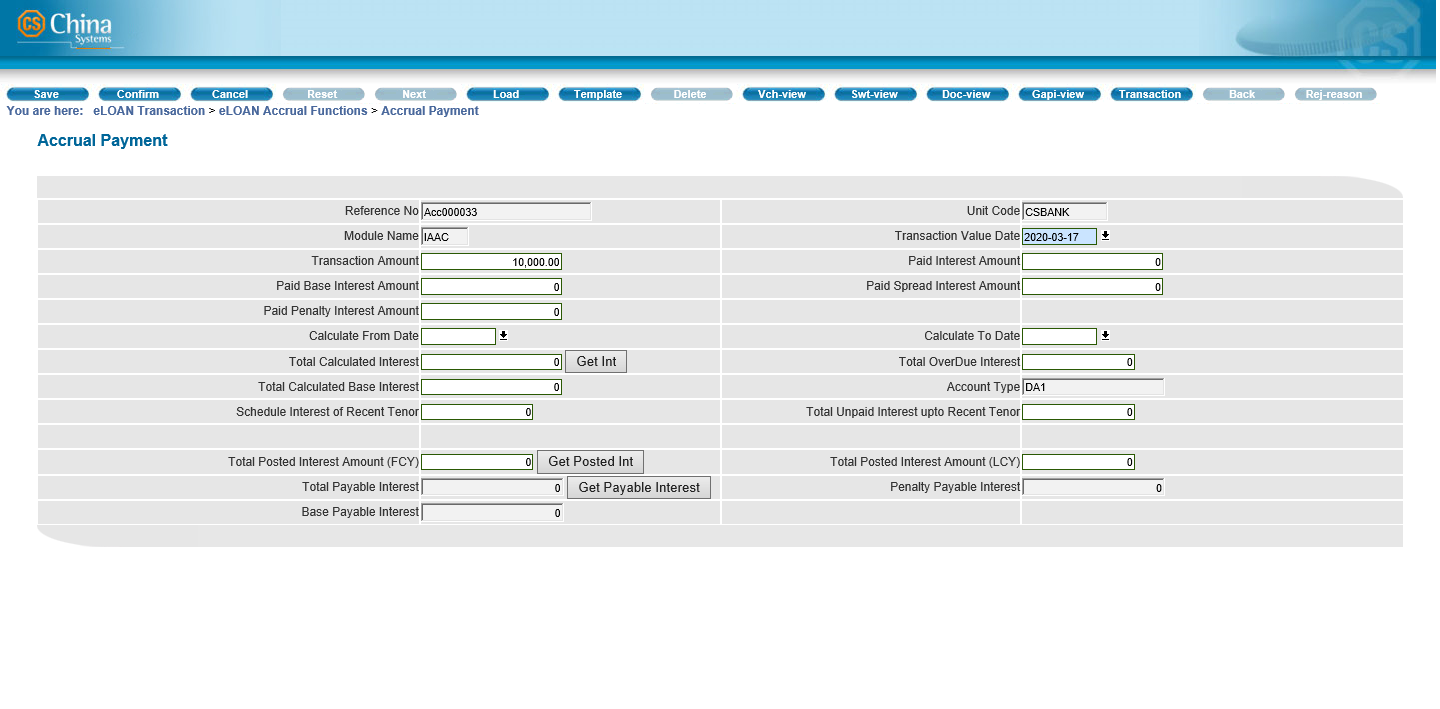 CS China
Systems
CS
Save Confirm Cancel Reset Next Load Template Delete Vch-view Swt-view Doc-view Gapi-view Transaction Back Rej-reason
You are here: eLOAN Transaction > eLOAN Accrual Functions > Accrual Payment
Accrual Payment
Reference No Acc000033 Unit Code CSBANK
Module Name IAAC Transaction Value Date 2020-03-17
Transaction Amount 10,000.00 Paid Interest Amount 0
Paid Base Interest Amount 0 Paid Spread Interest Amount 0
Paid Penalty Interest Amount 0
Calculate From Date Calculate To Date
Total Calculated Interest 0 Get Int Total OverDue Interest 0
Total Calculated Base Interest 0 Account Type DA1
Schedule Interest of Recent Tenor 0 Total Unpaid Interest upto Recent Tenor 0
Total Posted Interest Amount (FCY) 0 Get Posted Int Total Posted Interest Amount (LCY) 0
Total Payable Interest 0 Get Payable Interest Penalty Payable Interest 0
Base Payable Interest 0